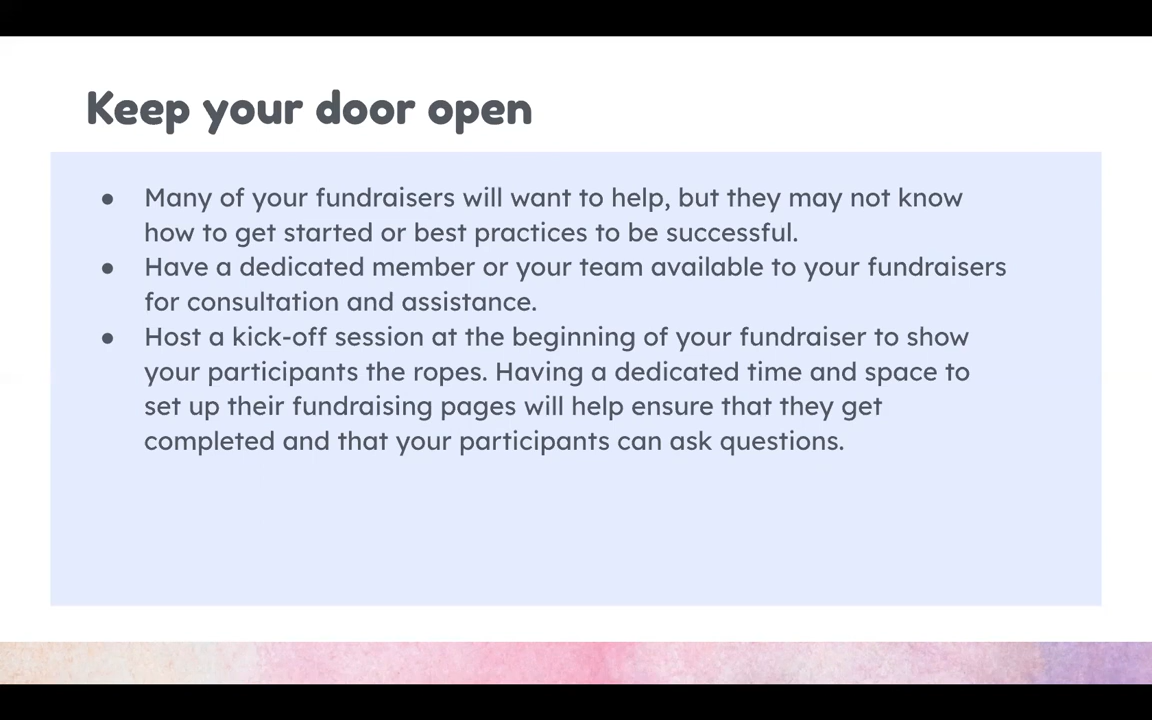 Keep your door open
● Many of your fundraisers will want to help, but they may not know
how to get started or best practices to be successful.
● Have a dedicated member or your team available to your fundraisers
for consultation and assistance.
● Host a kick-off session at the beginning of your fundraiser to show
your participants the ropes. Having a dedicated time and space to
set up their fundraising pages will help ensure that they get
completed and that your participants can ask questions.